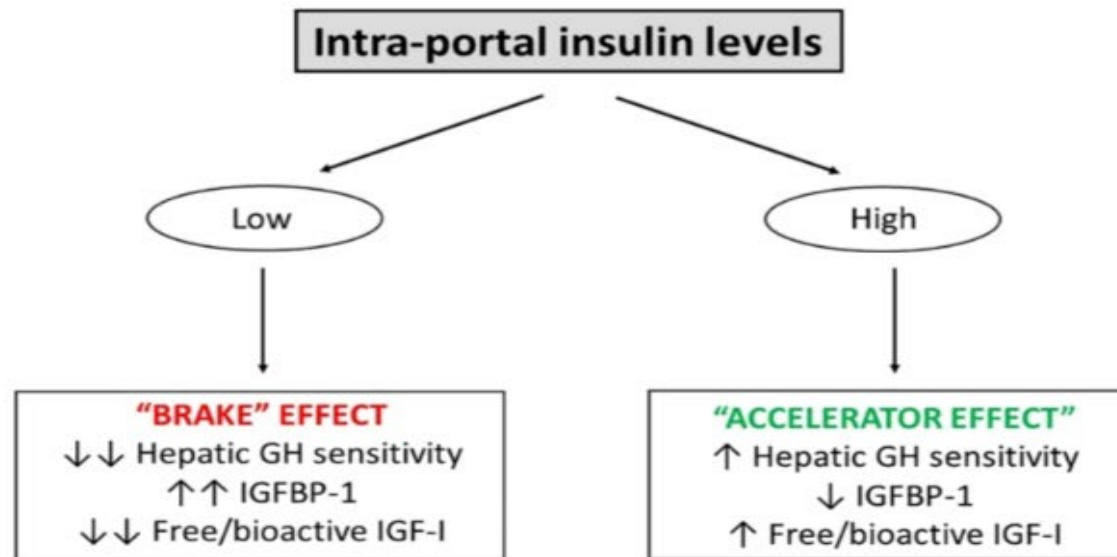 Intra-portal insulin levels
Low
High
“BRAKE” EFFECT
↓↓ Hepatic GH sensitivity
↑↑ IGFBP-1
↓↓ Free/bioactive IGF-I
“ACCELERATOR EFFECT”
↑ Hepatic GH sensitivity
↓ IGFBP-1
↑ Free/bioactive IGF-I